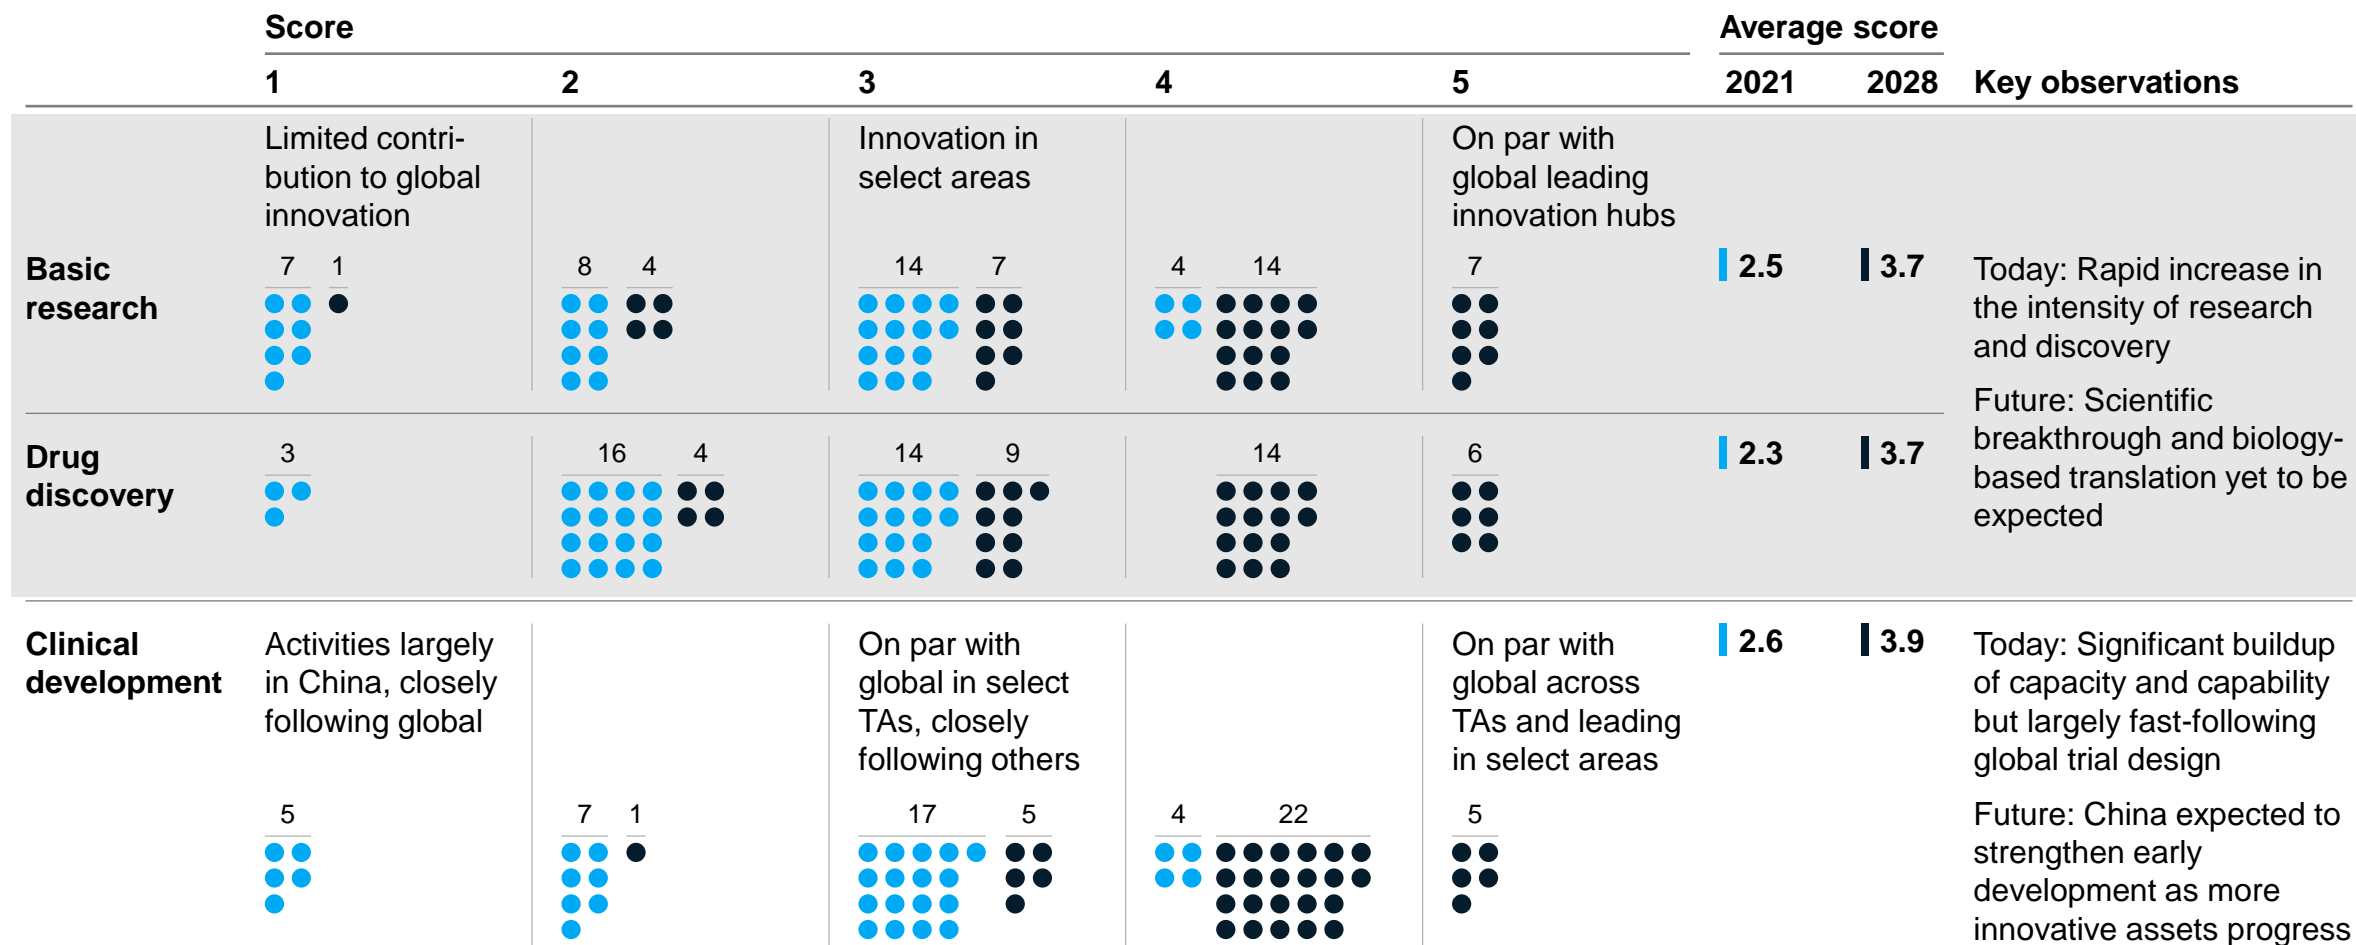 Score
Average score
1 2 3 4 5 2021 2028 Key observations
Limited contri-
bution to global
innovation
Innovation in
select areas
On par with
global leading
innovation hubs
Basic
research
7 1 8 4 14 7 4 14 7
2.5 3.7
Today: Rapid increase in
the intensity of research
and discovery
Future: Scientific
breakthrough and biology-
based translation yet to be
expected
Drug
discovery
3 16 4 14 9 14 6
2.3 3.7
Clinical
development
Activities largely
in China, closely
following global
On par with
global in select
TAs, closely
following others
On par with
global across
TAs and leading
in select areas
5 7 1 17 5 4 22 5
2.6 3.9
Today: Significant buildup
of capacity and capability
but largely fast-following
global trial design
Future: China expected to
strengthen early
development as more
innovative assets progress